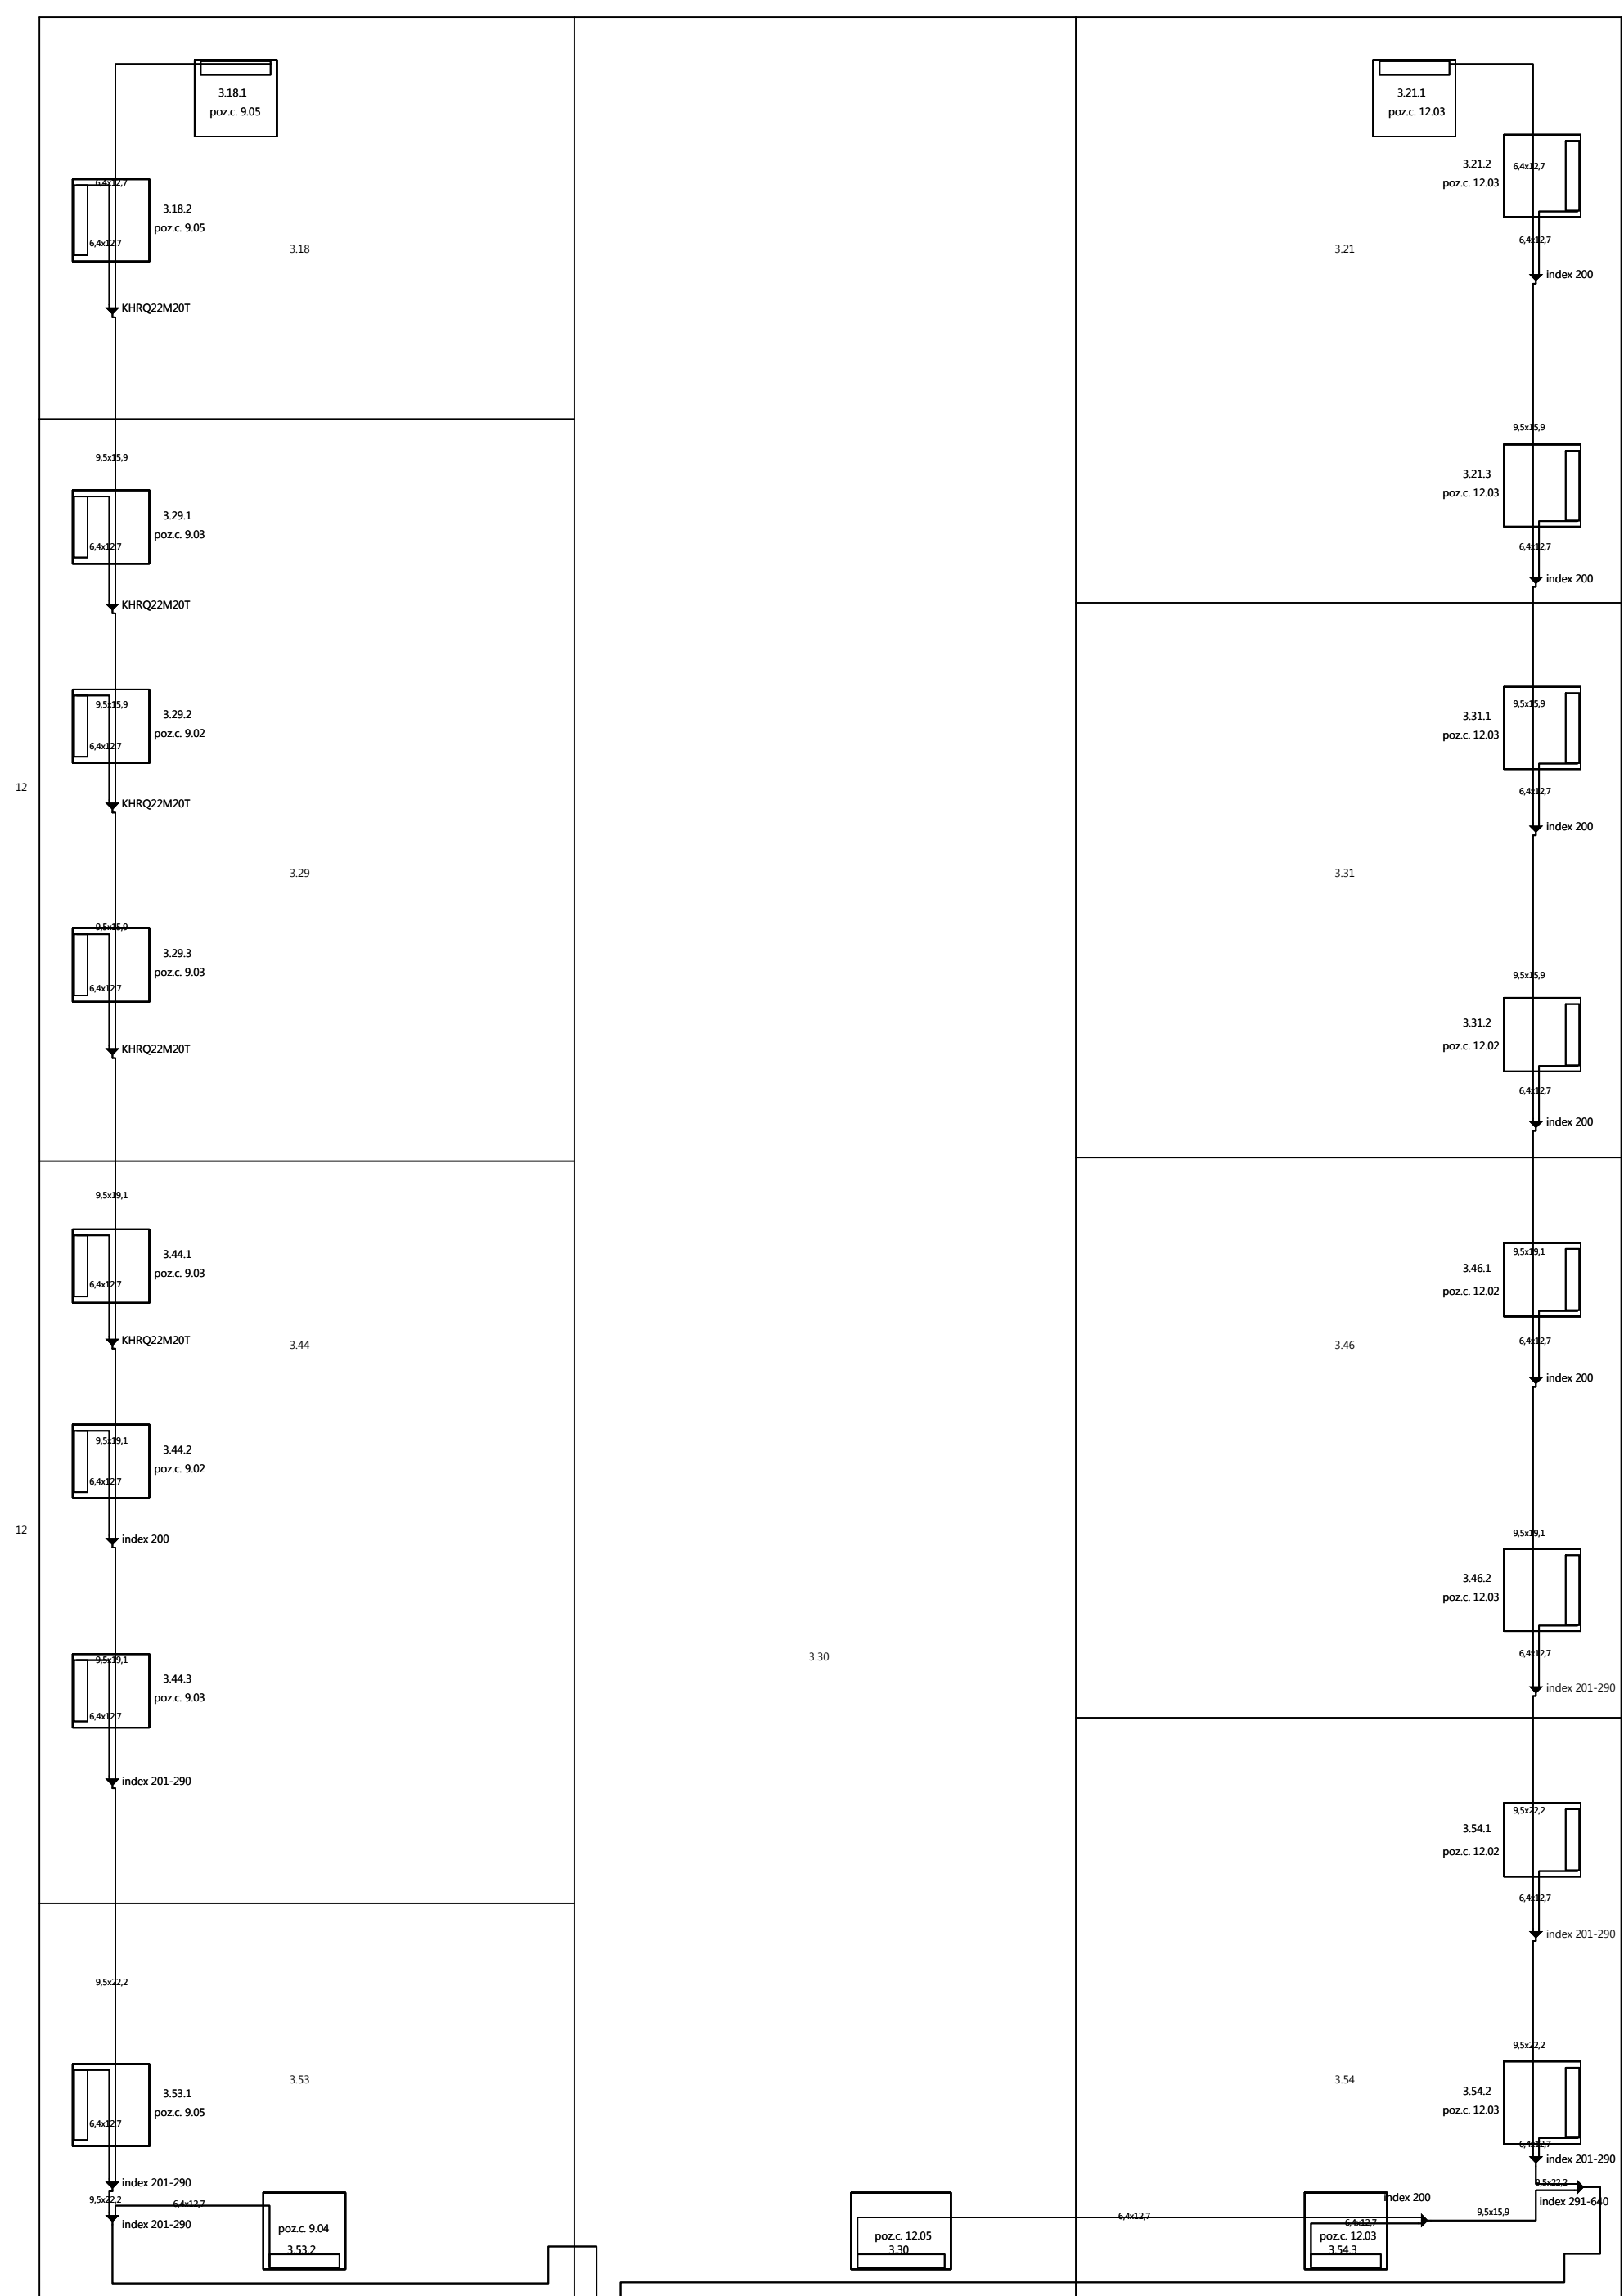 3.18.1
poz.c. 9.05
6,4x12,7
3.18.2
poz.c. 9.05
6,4x12,7
3.18
KHRQ22M20T
9,5x15,9
3.29.1
poz.c. 9.03
6,4x12,7
KHRQ22M20T
9,5x15,9
3.29.2
poz.c. 9.02
6,4x12,7
12
KHRQ22M20T
3.29
9,5x15,9
3.29.3
poz.c. 9.03
6,4x12,7
KHRQ22M20T
9,5x19,1
3.44.1
poz.c. 9.03
6,4x12,7
KHRQ22M20T
3.44
9,5x19,1
3.44.2
poz.c. 9.02
6,4x12,7
12
index 200
9,5x19,1
3.44.3
poz.c. 9.03
6,4x12,7
index 201-290
9,5x22,2
3.53
3.53.1
poz.c. 9.05
6,4x12,7
index 201-290
9,5x22,2
6,4x12,7
index 201-290
poz.c. 9.04
3.53.2
3.30
poz.c. 12.05
3.30
6,4x12,7
3.21.1
poz.c. 12.03
3.21.2
6,4x12,7
poz.c. 12.03
6,4x12,7
3.21
index 200
9,5x15,9
3.21.3
poz.c. 12.03
6,4x12,7
index 200
9,5x15,9
3.31.1
poz.c. 12.03
6,4x12,7
index 200
3.31
9,5x15,9
3.31.2
poz.c. 12.02
6,4x12,7
index 200
9,5x19,1
3.46.1
poz.c. 12.02
6,4x12,7
3.46
index 200
9,5x19,1
3.46.2
poz.c. 12.03
6,4x12,7
index 201-290
9,5x22,2
3.54.1
poz.c. 12.02
6,4x12,7
index 201-290
9,5x22,2
3.54
3.54.2
poz.c. 12.03
6,4x12,7
index 201-290
9,5x22,2
index 200
index 291-640
9,5x15,9
6,4x12,7
poz.c. 12.03
3.54.3